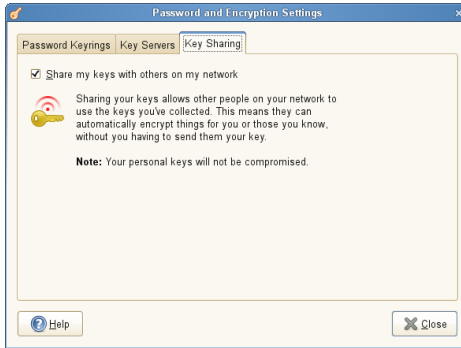 Password and Encryption Settings
Password Keyrings Key Servers Key Sharing
Share my keys with others on my network
Sharing your keys allows other people on your network to
use the keys you've collected. This means they can
automatically encrypt things for you or those you know,
without you having to send them your key.
Note: Your personal keys will not be compromised.
Help Close